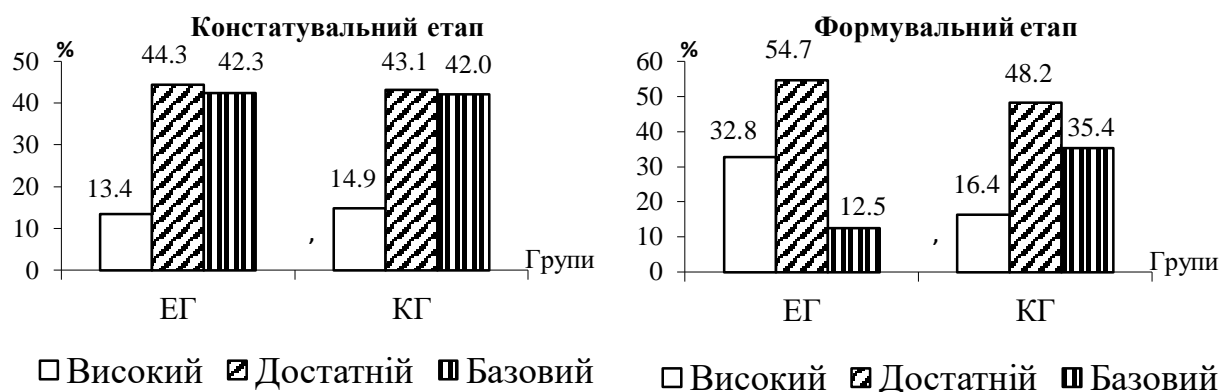 Констатувальний етап
%
50
40
30
20
10
0
13.4
44.3
42.3
14.9
43.1
42.0
,
Групи
ЕГ
КГ
Високий Достатній Базовий
Формувальний етап
%
60
50
40
30
20
10
0
32.8
54.7
12.5
16.4
48.2
35.4
,
Групи
ЕГ
КГ
Високий Достатній Базовий